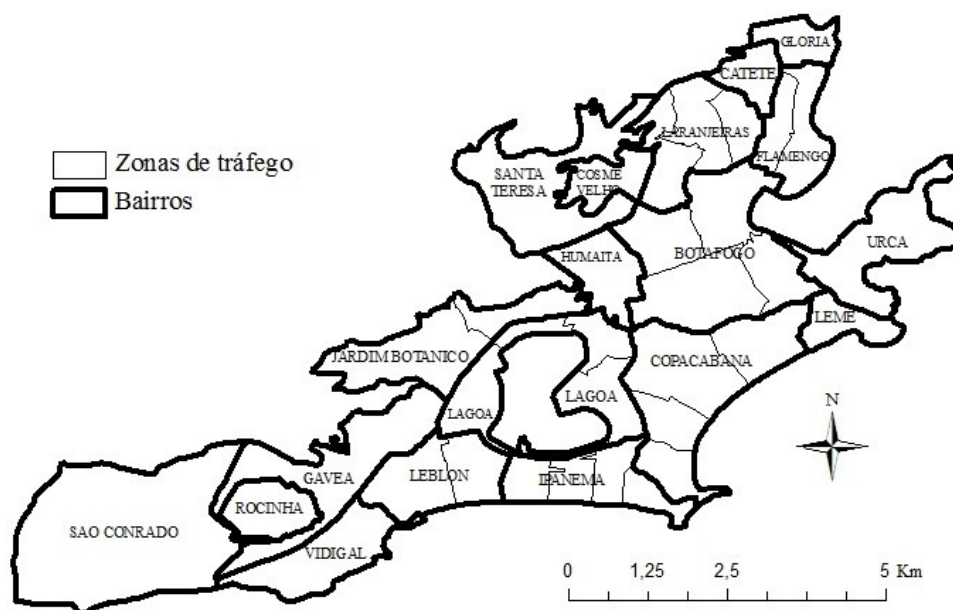 GLORIA
CATETE
LARANJEIRAS
FLAMENGO
Zonas de tráfego
Bairros
SANTA
TERESA
COSME
VELHO
HUMAITA
BOTAFOGO
URCA
LEME
JARDIM BOTANICO
COPACABANA
LAGOA
LAGOA
N
GAVEA
LEBLON
IPANEMA
ROCINHA
SAO CONRADO
VIDIGAL
0 1,25 2,5 5 Km